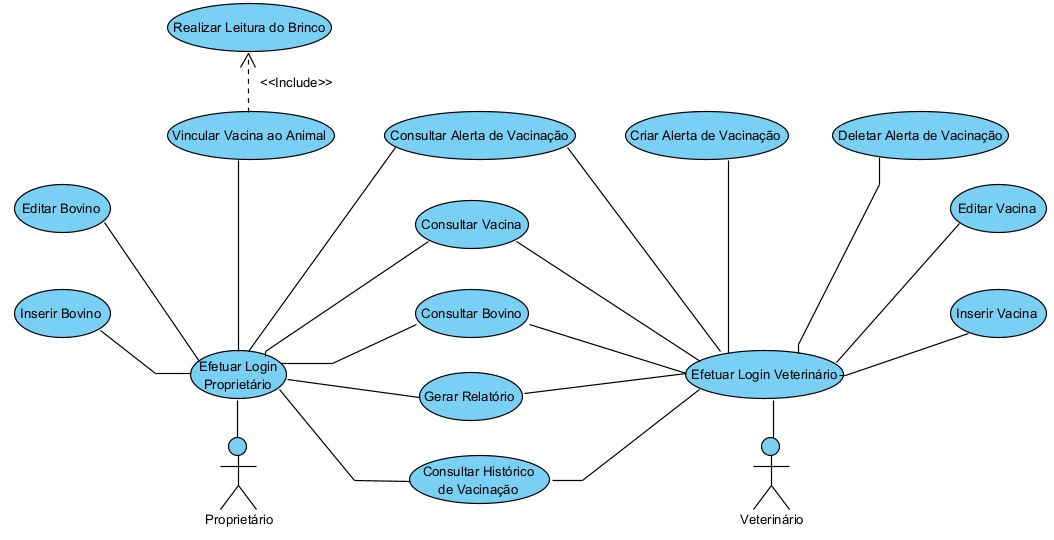 Realizar Leitura do Brinco
<<Include>>
Vincular Vacina ao Animal
Consultar Alerta de Vacinação
Criar Alerta de Vacinação
Deletar Alerta de Vacinação
Editar Bovino
Consultar Vacina
Editar Vacina
Inserir Bovino
Consultar Bovino
Inserir Vacina
Efetuar Login
Proprietário
Efetuar Login Veterinário
Gerar Relatório
Consultar Histórico
de Vacinação
Proprietário
Veterinário